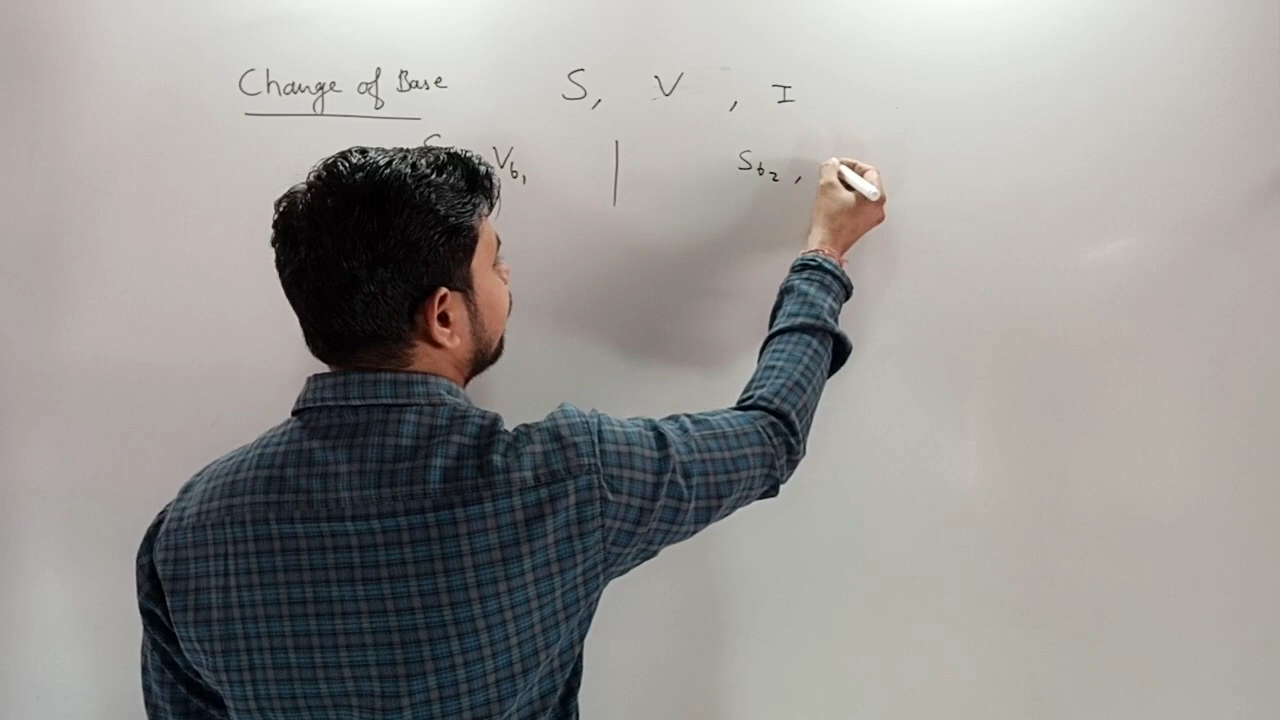 Change of Base S, V, I
V_b₁ | S_b₂,